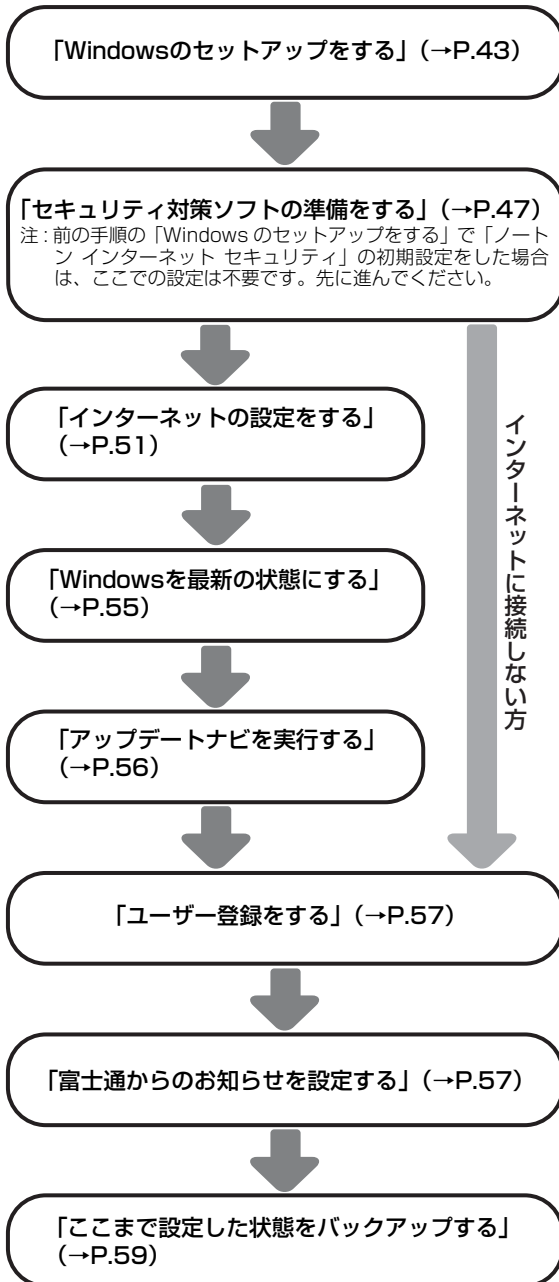 「Windowsのセットアップをする」（→P.43）
「セキュリティ対策ソフトの準備をする」（→P.47）
注：前の手順の「Windows のセットアップをする」で「ノート
ン インターネット セキュリティ」の初期設定をした場合
は、ここでの設定は不要です。先に進んでください。
「インターネットの設定をする」
（→P.51）
「Windowsを最新の状態にする」
（→P.55）
「アップデートナビを実行する」
（→P.56）
インターネットに接続しない方
「ユーザー登録をする」（→P.57）
「富士通からのお知らせを設定する」（→P.57）
「ここまで設定した状態をバックアップする」
（→P.59）